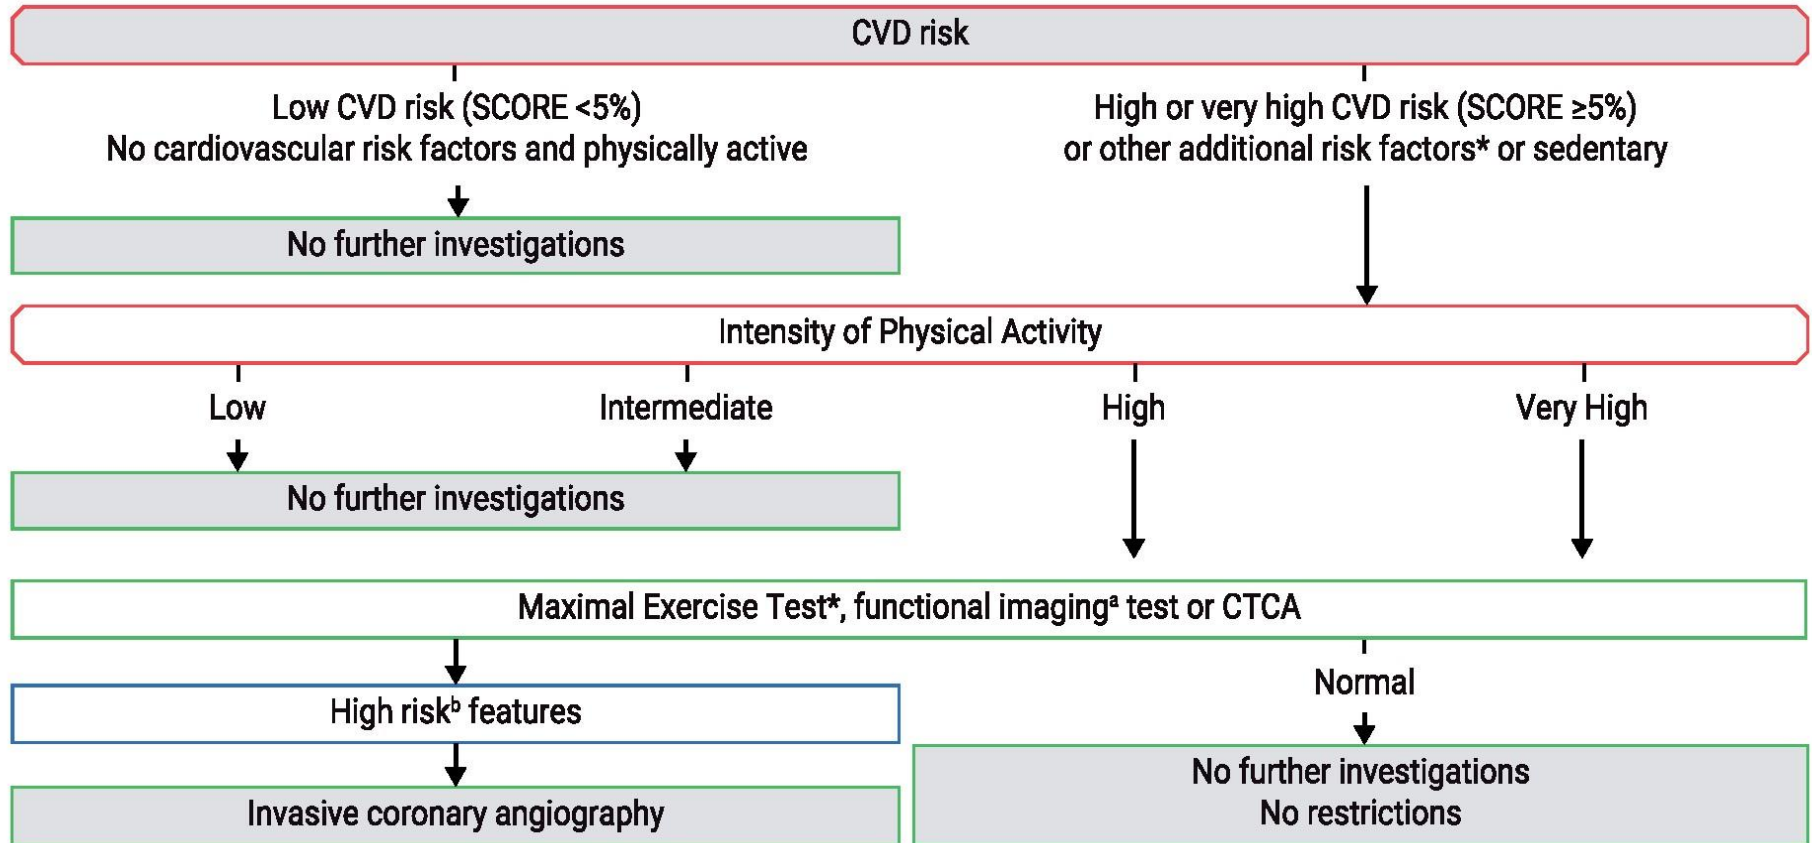 CVD risk
Low CVD risk (SCORE <5%)
No cardiovascular risk factors and physically active
High or very high CVD risk (SCORE ≥5%)
or other additional risk factors* or sedentary
No further investigations
Intensity of Physical Activity
Low
Intermediate
High
Very High
No further investigations
Maximal Exercise Test*, functional imagingᵃ test or CTCA
High riskᵇ features
Normal
Invasive coronary angiography
No further investigations
No restrictions